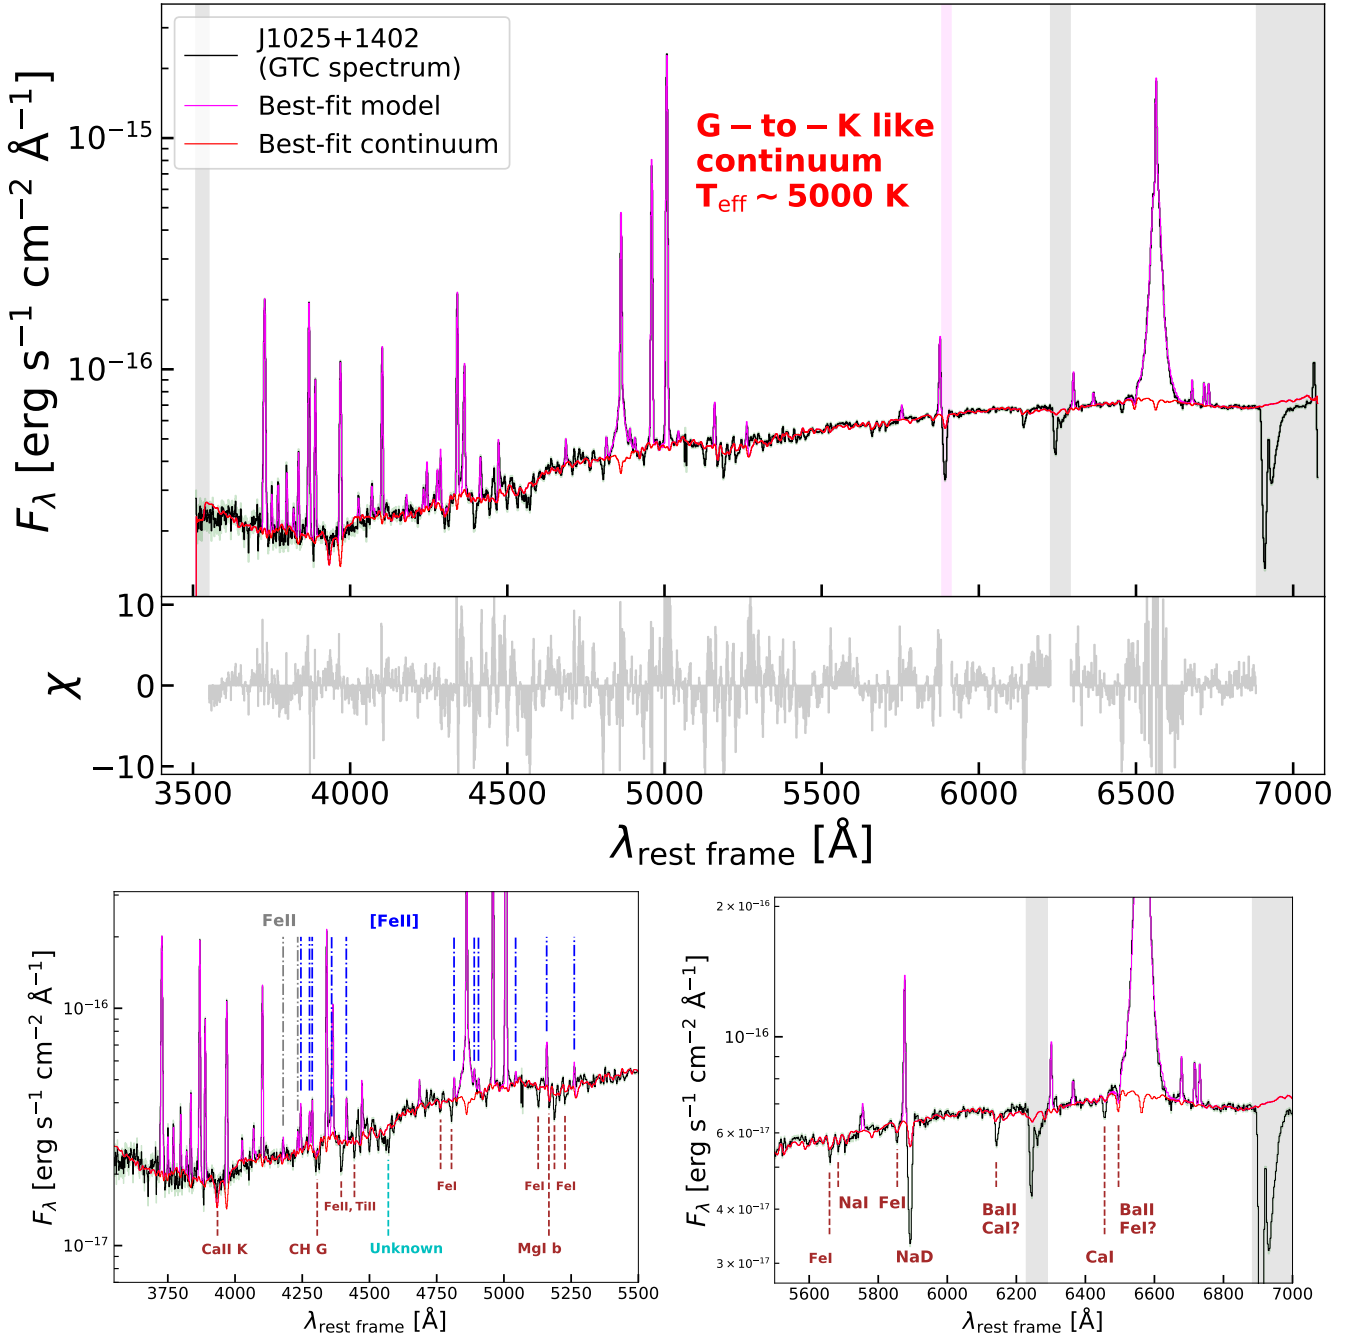 J1025+1402
(GTC spectrum)
Best-fit model
Best-fit continuum
G − to − K like
continuum
T_eff ~ 5000 K
10⁻¹⁵
10⁻¹⁶
F_λ [erg s⁻¹ cm⁻² Å⁻¹]
10
0
−10
χ
3500 4000 4500 5000 5500 6000 6500 7000
λ_rest frame [Å]
FeII [FeII]
10⁻¹⁶
10⁻¹⁷
F_λ [erg s⁻¹ cm⁻² Å⁻¹]
FeII, TiII
FeI
FeI
FeI
CaII K
CH G
Unknown
MgI b
3750 4000 4250 4500 4750 5000 5250 5500
λ_rest frame [Å]
2 × 10⁻¹⁶
10⁻¹⁶
6 × 10⁻¹⁷
4 × 10⁻¹⁷
3 × 10⁻¹⁷
F_λ [erg s⁻¹ cm⁻² Å⁻¹]
NaI
FeI
BaII
CaI?
BaII
FeI?
FeI
NaD
CaI
5600 5800 6000 6200 6400 6600 6800 7000
λ_rest frame [Å]